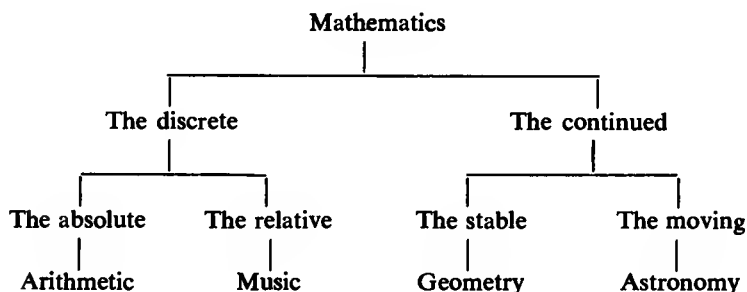 Mathematics
The discrete The continued
The absolute The relative The stable The moving
Arithmetic Music Geometry Astronomy